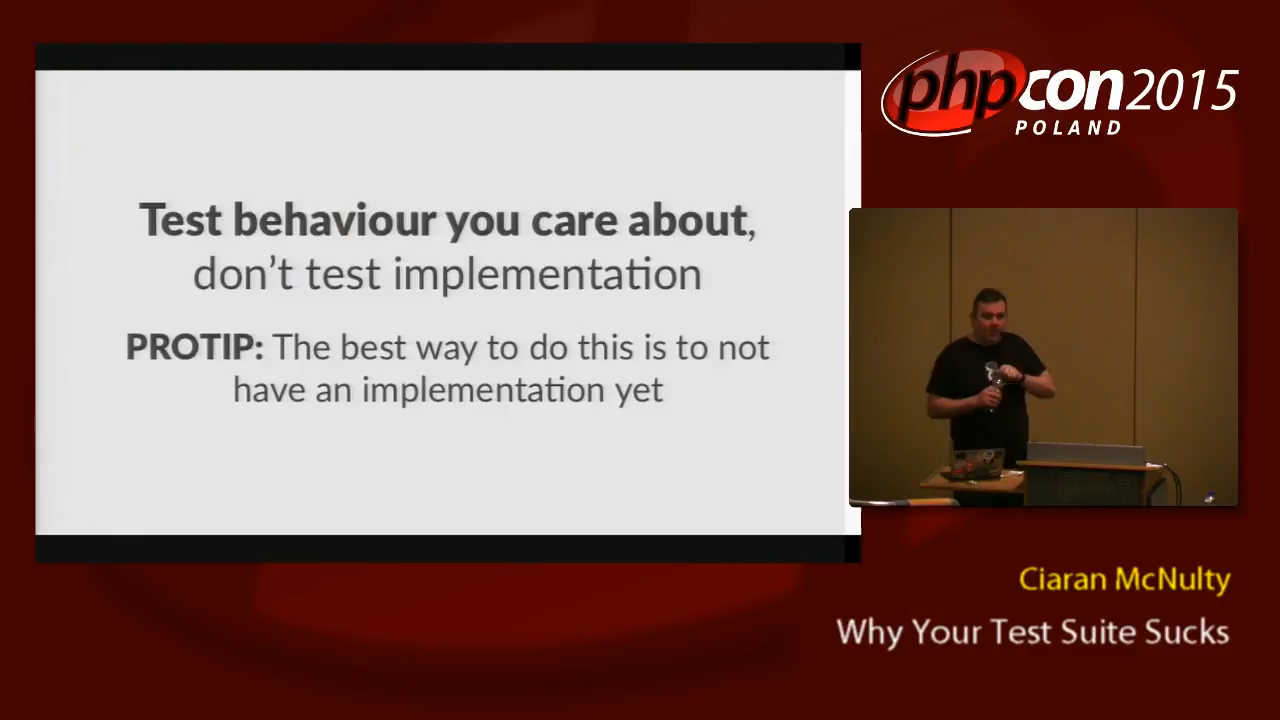 Test behaviour you care about,
don't test implementation
PROTIP: The best way to do this is to not
have an implementation yet
phpcon2015
POLAND
Ciaran McNulty
Why Your Test Suite Sucks